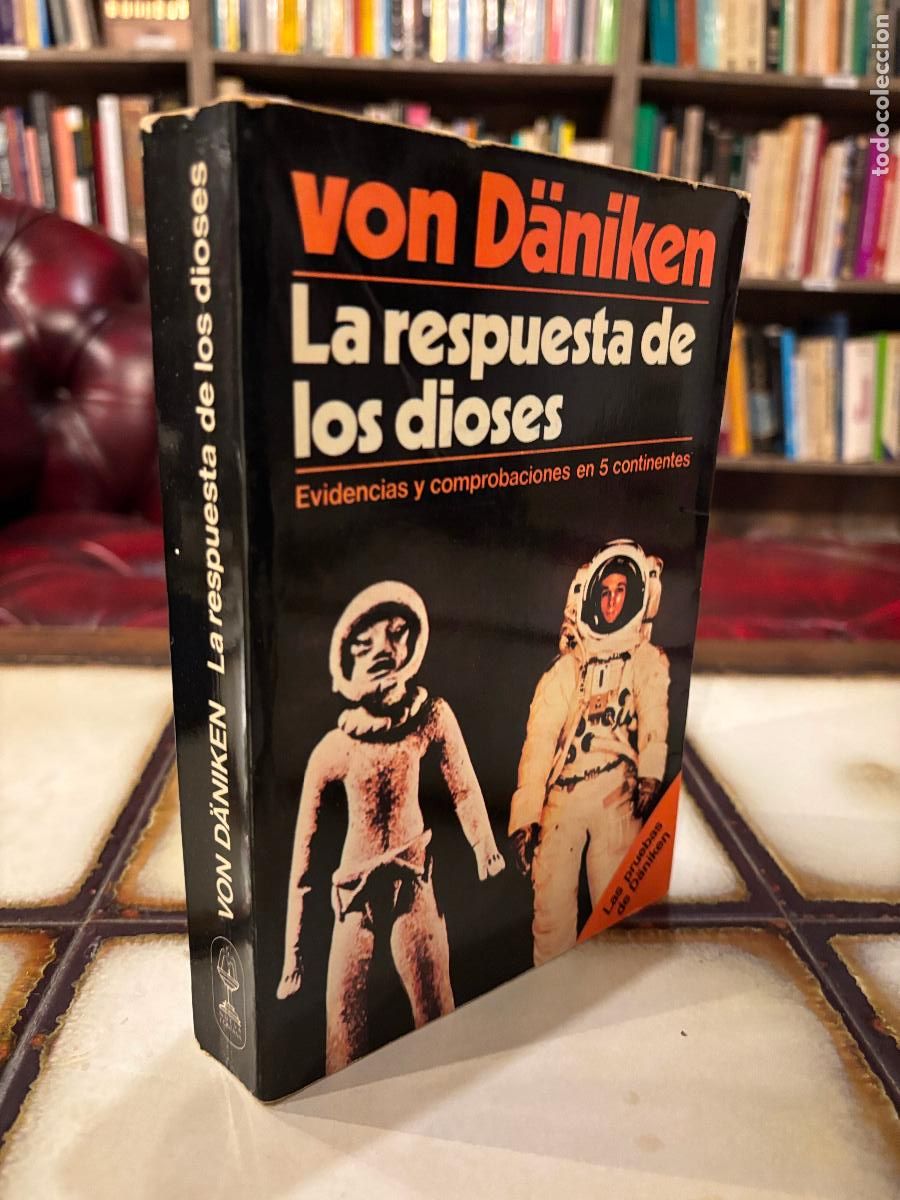 von Däniken
La respuesta de
los dioses
Evidencias y comprobaciones en 5 continentes
Las pruebas
de Däniken
VON DÄNIKEN La respuesta de los dioses
todocoleccion